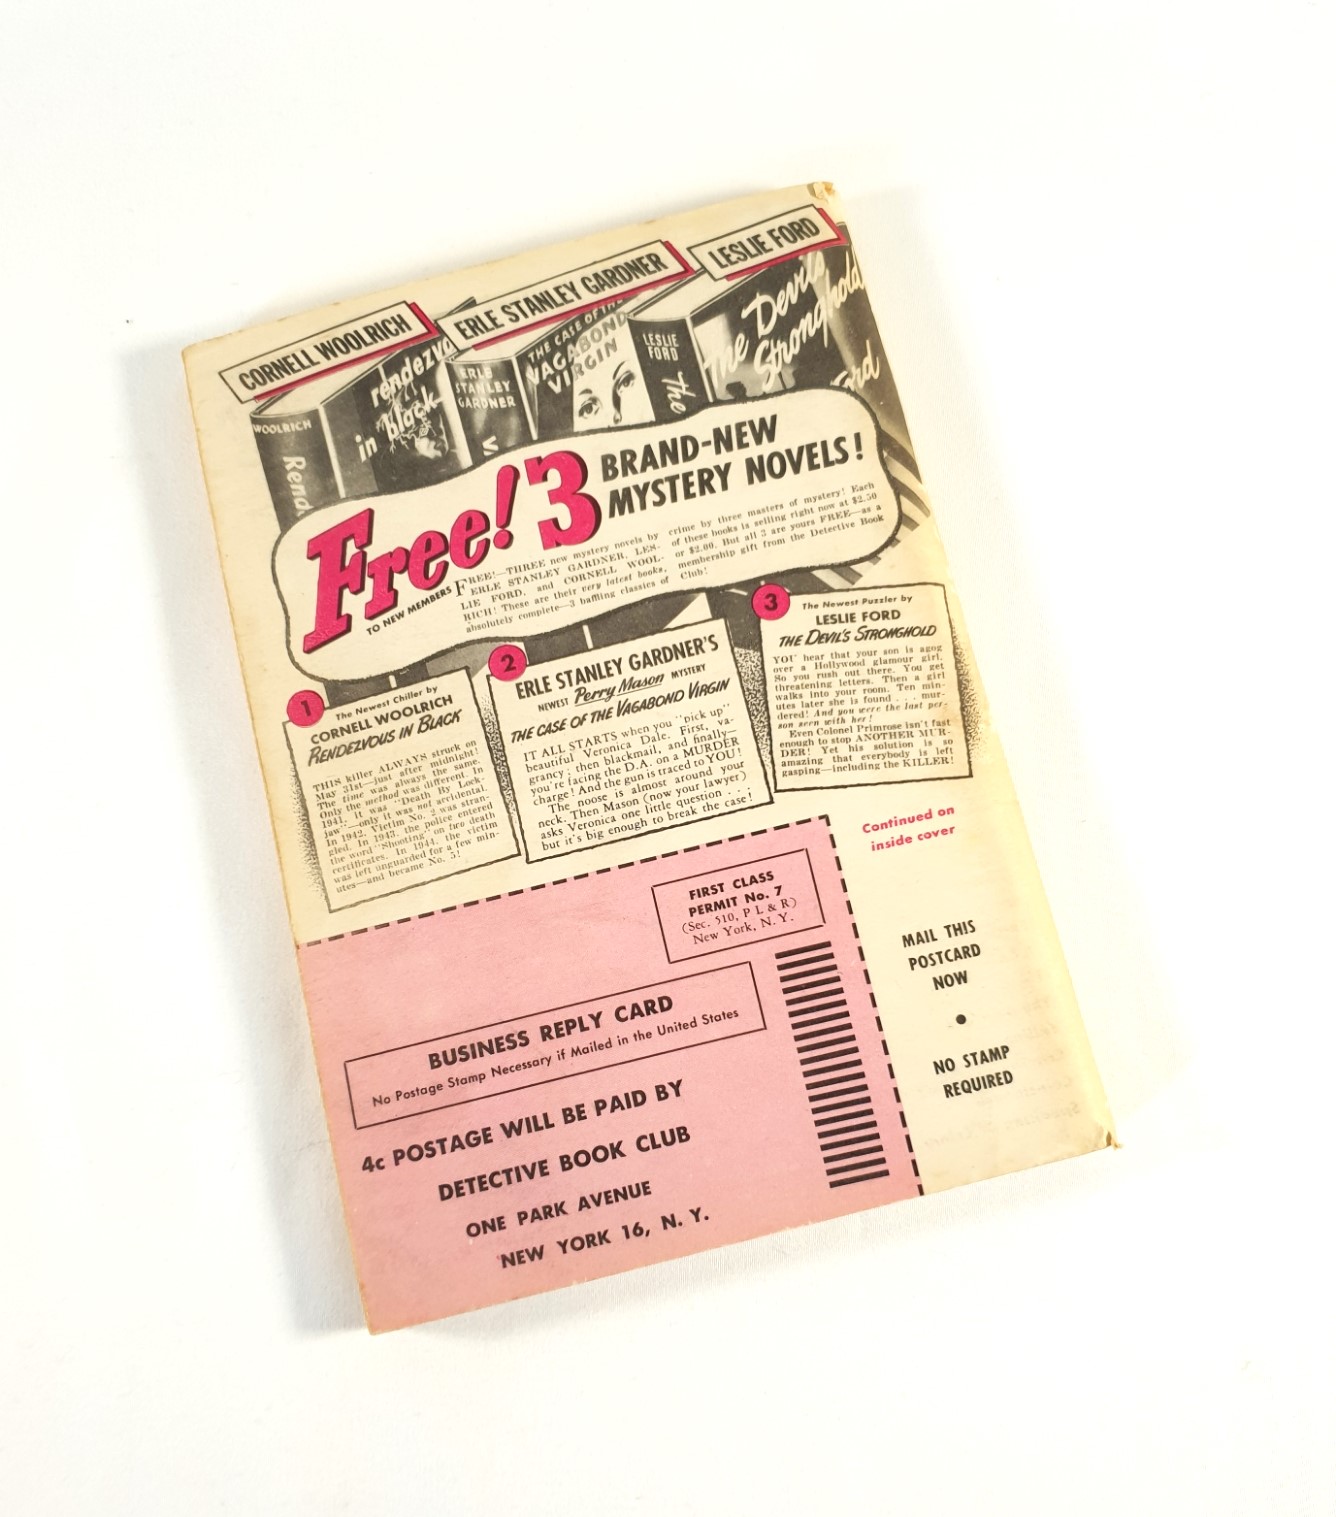 CORNELL WOOLRICH
ERLE STANLEY GARDNER
LESLIE FORD
WOOLRICH
Rend
rendezvo
in black
ERLE
STANLEY
GARDNER
V
THE CASE OF THE
VAGABOND
VIRGIN
LESLIE
FORD
The
The Devil's
Stronghold
Ford
Free! 3
BRAND-NEW
MYSTERY NOVELS!
TO NEW MEMBERS
FREE!—THREE new mystery novels by
ERLE STANLEY GARDNER, LES-
LIE FORD, and CORNELL WOOL-
RICH! These are their very latest books,
absolutely complete—3 baffling classics of
crime by three masters of mystery! Each
of these books is selling right now at $2.50
or $2.00. But all 3 are yours FREE—as a
membership gift from the Detective Book
Club!
1
The Newest Chiller by
CORNELL WOOLRICH
RENDEZVOUS IN BLACK
THIS killer ALWAYS struck on
May 31st—just after midnight!
The time was always the same.
Only the method was different. In
1941, it was "Death By Lock-
jaw"—only it was not accidental.
In 1942, Victim No. 2 was stran-
gled. In 1943, the police entered
the word "Shooting" on two death
certificates. In 1944, the victim
was left unguarded for a few min-
utes—and became No. 5!
2
ERLE STANLEY GARDNER'S
NEWEST Perry Mason MYSTERY
THE CASE OF THE VAGABOND VIRGIN
IT ALL STARTS when you "pick up"
beautiful Veronica Dale. First, va-
grancy; then blackmail, and finally—
you're facing the D.A. on a MURDER
charge! And the gun is traced to YOU!
The noose is almost around your
neck. Then Mason (now your lawyer)
asks Veronica one little question . . .
but it's big enough to break the case!
3
The Newest Puzzler by
LESLIE FORD
THE DEVIL'S STRONGHOLD
YOU hear that your son is agog
over a Hollywood glamour girl.
So you rush out there. You get
threatening letters. Then a girl
walks into your room. Ten min-
utes later she is found . . . mur-
dered! And you were the last per-
son seen with her!
Even Colonel Primrose isn't fast
enough to stop ANOTHER MUR-
DER! Yet his solution is so
amazing that everybody is left
gasping—including the KILLER!
Continued on
inside cover
FIRST CLASS
PERMIT No. 7
(Sec. 510, P L & R)
New York, N. Y.
BUSINESS REPLY CARD
No Postage Stamp Necessary if Mailed in the United States
4c POSTAGE WILL BE PAID BY
DETECTIVE BOOK CLUB
ONE PARK AVENUE
NEW YORK 16, N. Y.
MAIL THIS
POSTCARD
NOW
•
NO STAMP
REQUIRED